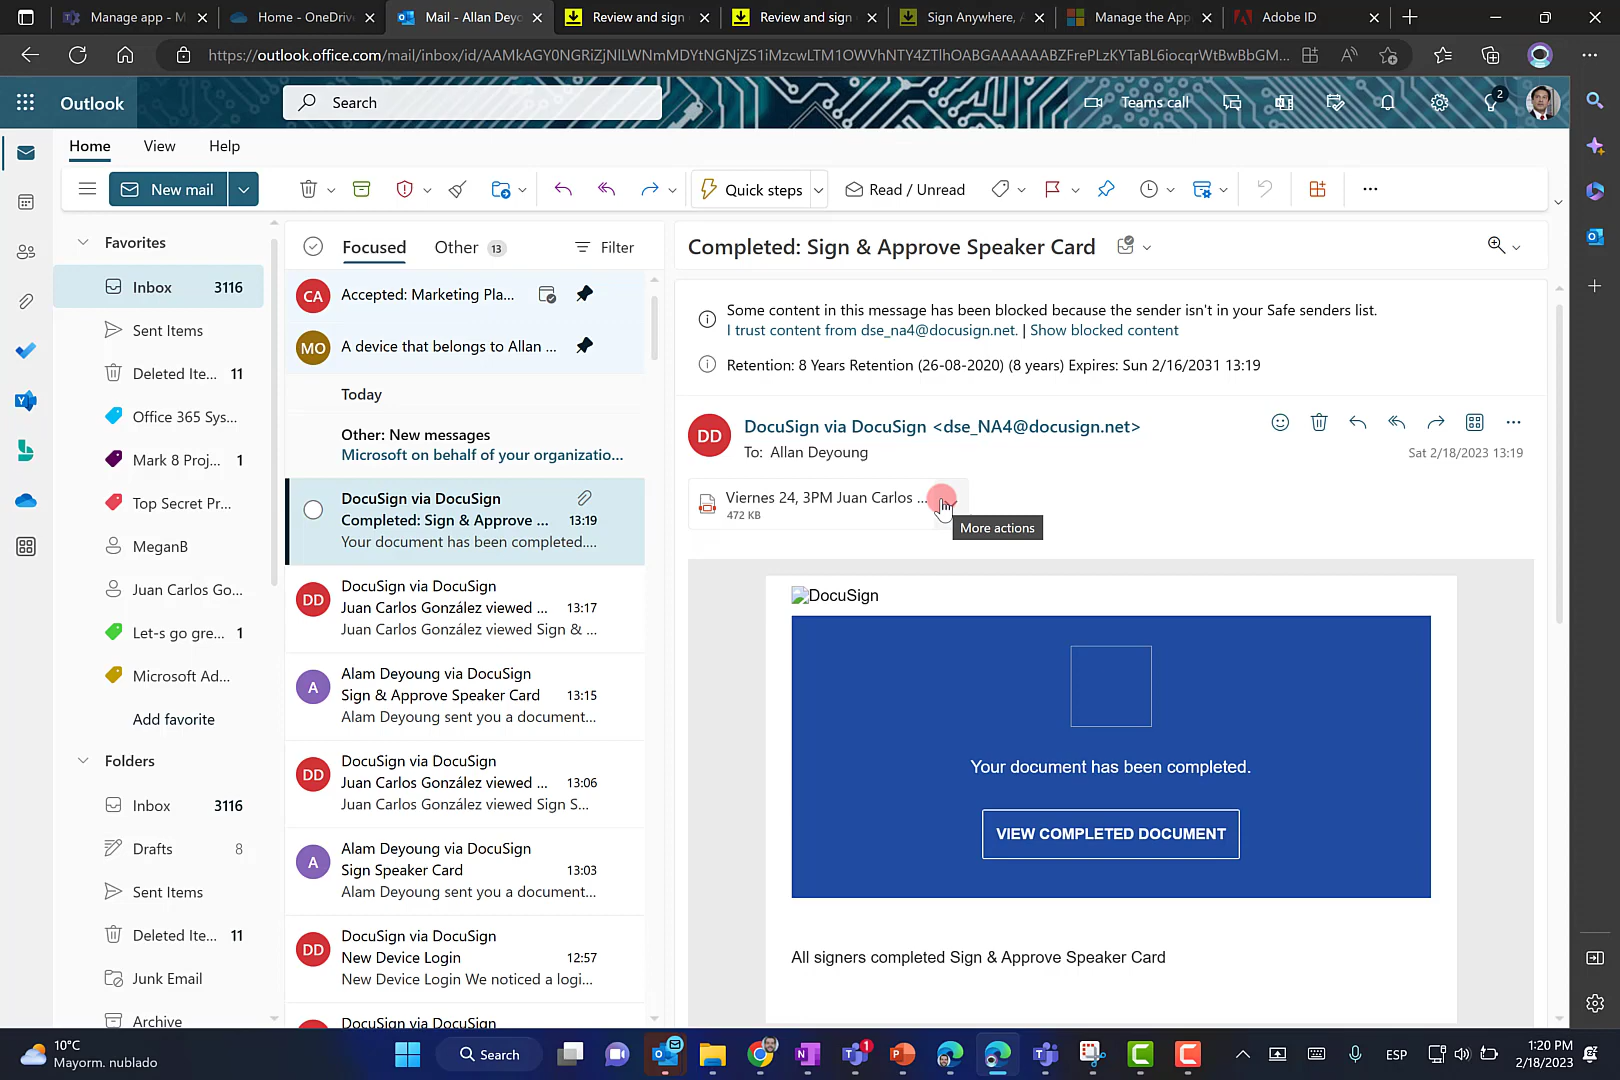 Manage app - M
Home - OneDriv
Mail - Allan Deyo
Review and sign
Review and sign
Sign Anywhere, A
Manage the App
Adobe ID
https://outlook.office.com/mail/inbox/id/
Outlook
Search
Teams call
2
Home
View
Help
New mail
Quick steps
Read / Unread
Favorites
Inbox 3116
Sent Items
Deleted Ite... 11
Office 365 Sys...
Mark 8 Proj... 1
Top Secret Pr...
MeganB
Juan Carlos Go...
Let-s go gre... 1
Microsoft Ad...
Add favorite
Folders
Inbox 3116
Drafts 8
Sent Items
Deleted Ite... 11
Junk Email
Archive
Focused
Other 13
Filter
CA
Accepted: Marketing Pla...
MO
A device that belongs to Allan ...
Today
Other: New messages
Microsoft on behalf of your organizatio...
DocuSign via DocuSign
Completed: Sign & Approve ... 13:19
Your document has been completed....
DD
DocuSign via DocuSign
Juan Carlos González viewed ... 13:17
Juan Carlos González viewed Sign & ...
A
Alam Deyoung via DocuSign
Sign & Approve Speaker Card 13:15
Alam Deyoung sent you a document...
DD
DocuSign via DocuSign
Juan Carlos González viewed ... 13:06
Juan Carlos González viewed Sign S...
A
Alam Deyoung via DocuSign
Sign Speaker Card 13:03
Alam Deyoung sent you a document...
DD
DocuSign via DocuSign
New Device Login 12:57
New Device Login We noticed a logi...
DocuSign via DocuSign
Completed: Sign & Approve Speaker Card
Some content in this message has been blocked because the sender isn't in your Safe senders list.
I trust content from dse_na4@docusign.net. | Show blocked content
Retention: 8 Years Retention (26-08-2020) (8 years) Expires: Sun 2/16/2031 13:19
DD
DocuSign via DocuSign <dse_NA4@docusign.net>
To: Allan Deyoung
Sat 2/18/2023 13:19
Viernes 24, 3PM Juan Carlos ...
472 KB
More actions
DocuSign
Your document has been completed.
VIEW COMPLETED DOCUMENT
All signers completed Sign & Approve Speaker Card
10°C
Mayorm. nublado
Search
1
ESP
1:20 PM
2/18/2023